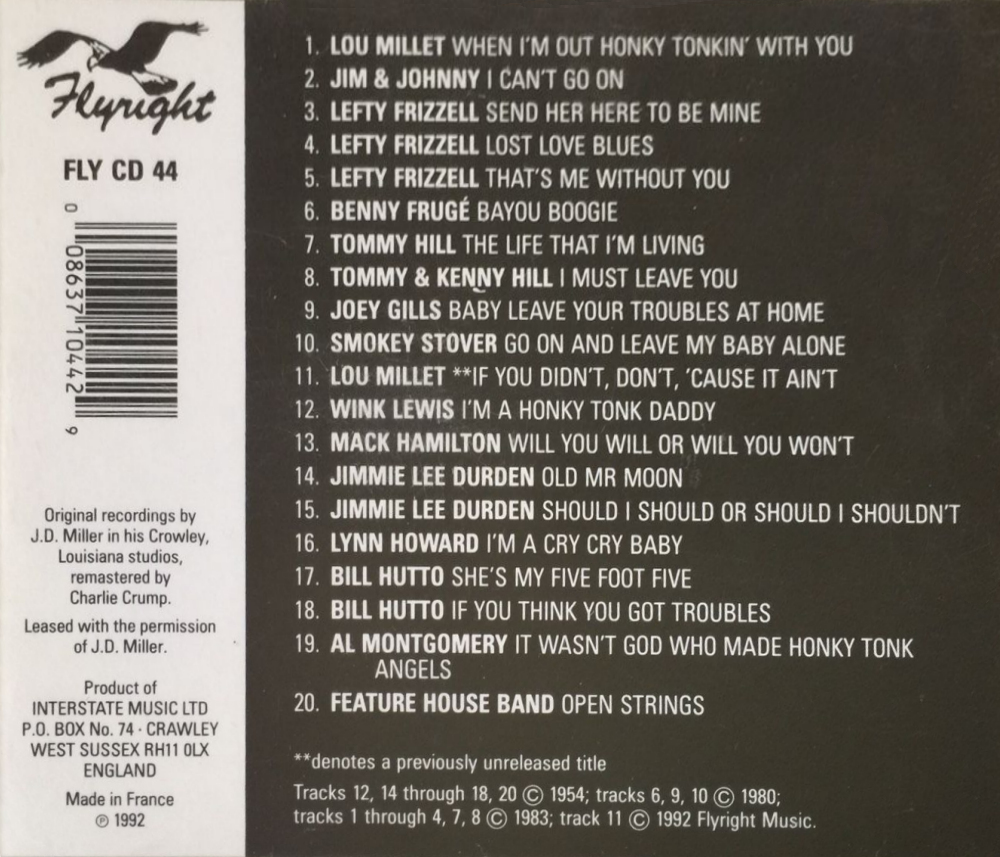 Flyright
FLY CD 44
0 08637 10442 9
Original recordings by
J.D. Miller in his Crowley,
Louisiana studios,
remastered by
Charlie Crump.
Leased with the permission
of J.D. Miller.
Product of
INTERSTATE MUSIC LTD
P.O. BOX No. 74 · CRAWLEY
WEST SUSSEX RH11 0LX
ENGLAND
Made in France
℗ 1992
1. LOU MILLET WHEN I'M OUT HONKY TONKIN' WITH YOU
2. JIM & JOHNNY I CAN'T GO ON
3. LEFTY FRIZZELL SEND HER HERE TO BE MINE
4. LEFTY FRIZZELL LOST LOVE BLUES
5. LEFTY FRIZZELL THAT'S ME WITHOUT YOU
6. BENNY FRUGÉ BAYOU BOOGIE
7. TOMMY HILL THE LIFE THAT I'M LIVING
8. TOMMY & KENNY HILL I MUST LEAVE YOU
9. JOEY GILLS BABY LEAVE YOUR TROUBLES AT HOME
10. SMOKEY STOVER GO ON AND LEAVE MY BABY ALONE
11. LOU MILLET **IF YOU DIDN'T, DON'T, 'CAUSE IT AIN'T
12. WINK LEWIS I'M A HONKY TONK DADDY
13. MACK HAMILTON WILL YOU WILL OR WILL YOU WON'T
14. JIMMIE LEE DURDEN OLD MR MOON
15. JIMMIE LEE DURDEN SHOULD I SHOULD OR SHOULD I SHOULDN'T
16. LYNN HOWARD I'M A CRY CRY BABY
17. BILL HUTTO SHE'S MY FIVE FOOT FIVE
18. BILL HUTTO IF YOU THINK YOU GOT TROUBLES
19. AL MONTGOMERY IT WASN'T GOD WHO MADE HONKY TONK
ANGELS
20. FEATURE HOUSE BAND OPEN STRINGS
**denotes a previously unreleased title
Tracks 12, 14 through 18, 20 © 1954; tracks 6, 9, 10 © 1980;
tracks 1 through 4, 7, 8 © 1983; track 11 © 1992 Flyright Music.